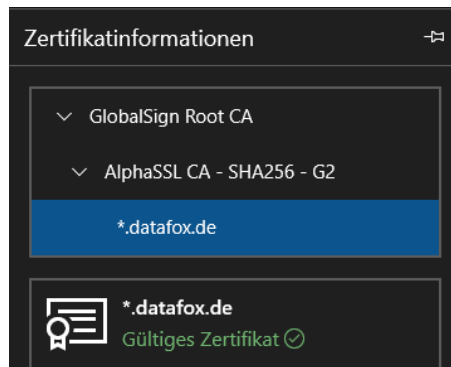 Zertifikatinformationen
GlobalSign Root CA
AlphaSSL CA - SHA256 - G2
*.datafox.de
*.datafox.de
Gültiges Zertifikat